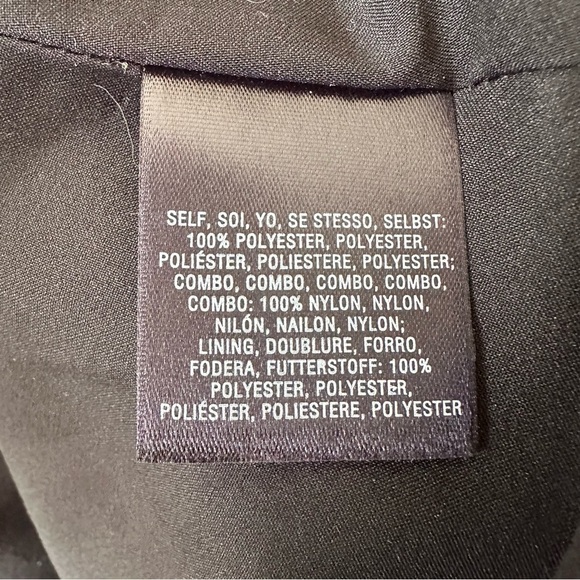 SELF, SOI, YO, SE STESSO, SELBST:
100% POLYESTER, POLYESTER,
POLIÉSTER, POLIESTERE, POLYESTER;
COMBO, COMBO, COMBO, COMBO,
COMBO: 100% NYLON, NYLON,
NILÓN, NAILON, NYLON;
LINING, DOUBLURE, FORRO,
FODERA, FUTTERSTOFF: 100%
POLYESTER, POLYESTER,
POLIÉSTER, POLIESTERE, POLYESTER